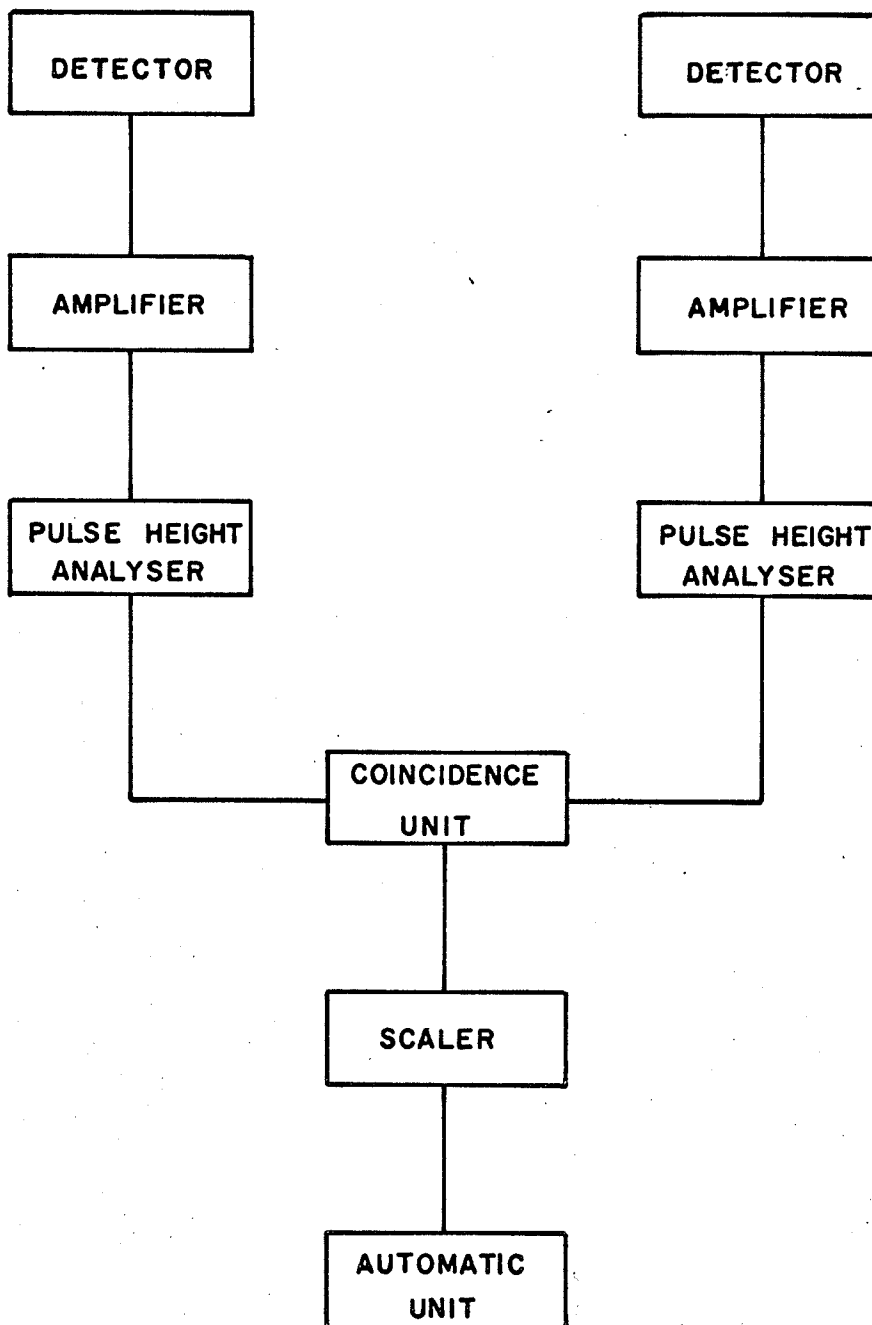 DETECTOR
DETECTOR
AMPLIFIER
AMPLIFIER
PULSE HEIGHT
ANALYSER
PULSE HEIGHT
ANALYSER
COINCIDENCE
UNIT
SCALER
AUTOMATIC
UNIT